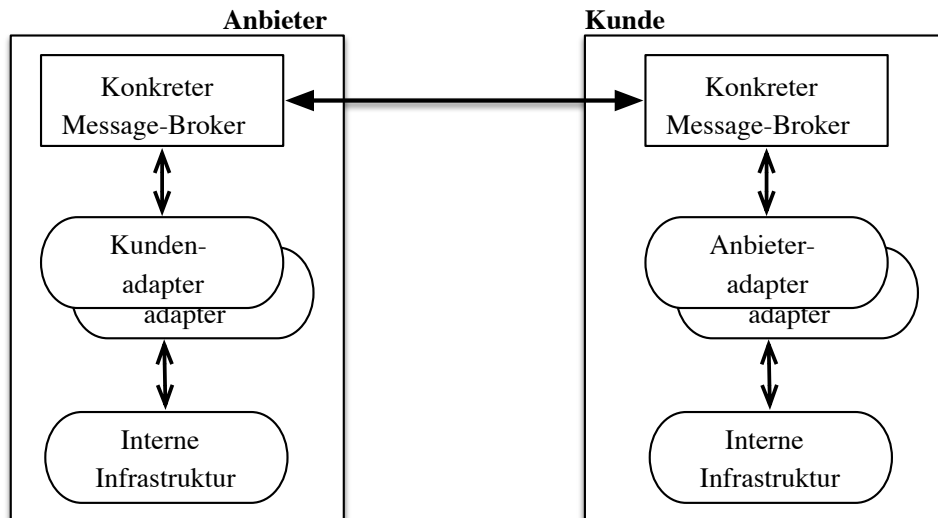 Anbieter
Kunde
Konkreter
Message-Broker
Konkreter
Message-Broker
Kunden-
adapter
adapter
Anbieter-
adapter
adapter
Interne
Infrastruktur
Interne
Infrastruktur